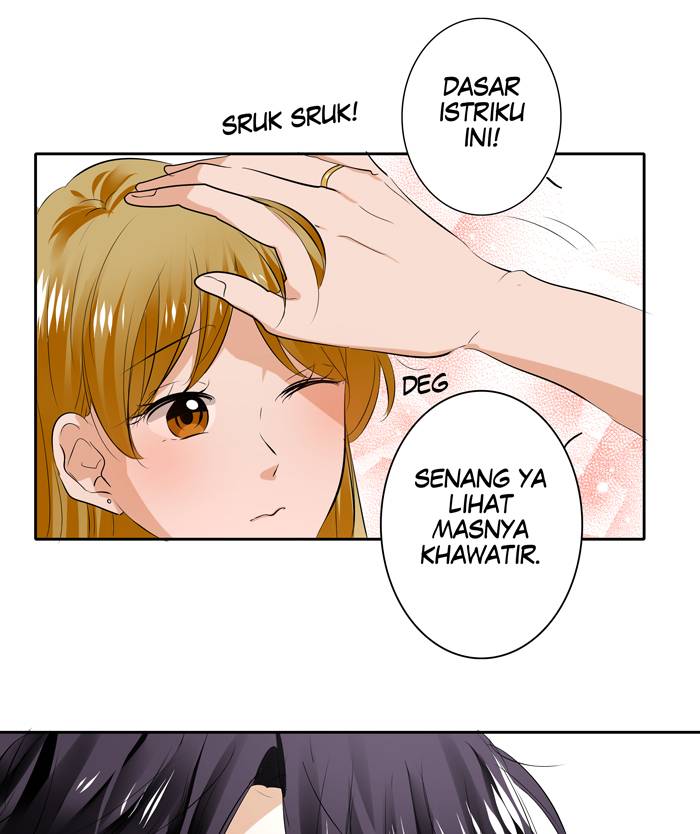 DASAR
ISTRIKU
INI!
SRUK SRUK!
DEG
SENANG YA
LIHAT
MASNYA
KHAWATIR.